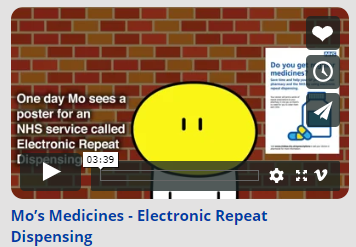 Do you get
medicines?
One day Mo sees a
poster for an
NHS service called
Electronic Repeat
Dispensing
03:39
Mo's Medicines - Electronic Repeat
Dispensing